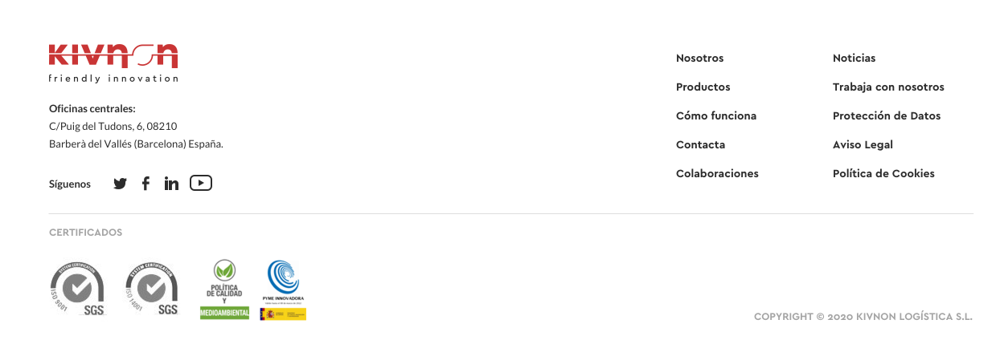 KIVNON
friendly innovation
Oficinas centrales:
C/Puig del Tudons, 6, 08210
Barberà del Vallés (Barcelona) España.
Síguenos
in
Nosotros
Productos
Cómo funciona
Contacta
Colaboraciones
Noticias
Trabaja con nosotros
Protección de Datos
Aviso Legal
Política de Cookies
CERTIFICADOS
SYSTEM CERTIFICATION
ISO 9001
SGS
SYSTEM CERTIFICATION
ISO 14001
SGS
POLÍTICA
DE CALIDAD
Y
MEDIOAMBIENTAL
PYME INNOVADORA
COPYRIGHT © 2020 KIVNON LOGÍSTICA S.L.